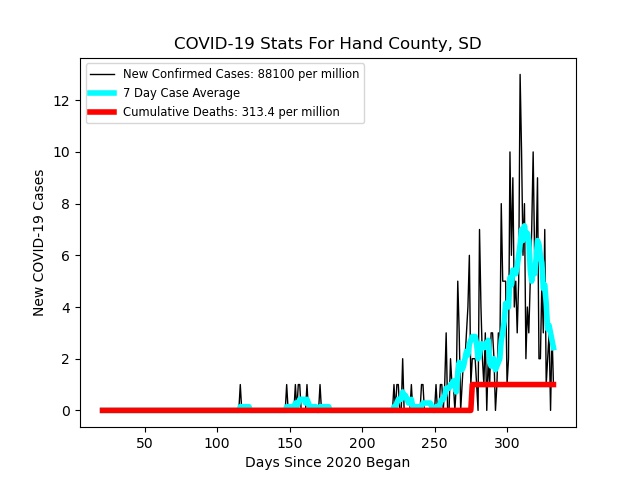 COVID-19 Stats For Hand County, SD
New Confirmed Cases: 88100 per million
7 Day Case Average
Cumulative Deaths: 313.4 per million
New COVID-19 Cases
12
10
8
6
4
2
0
50
100
150
200
250
300
Days Since 2020 Began